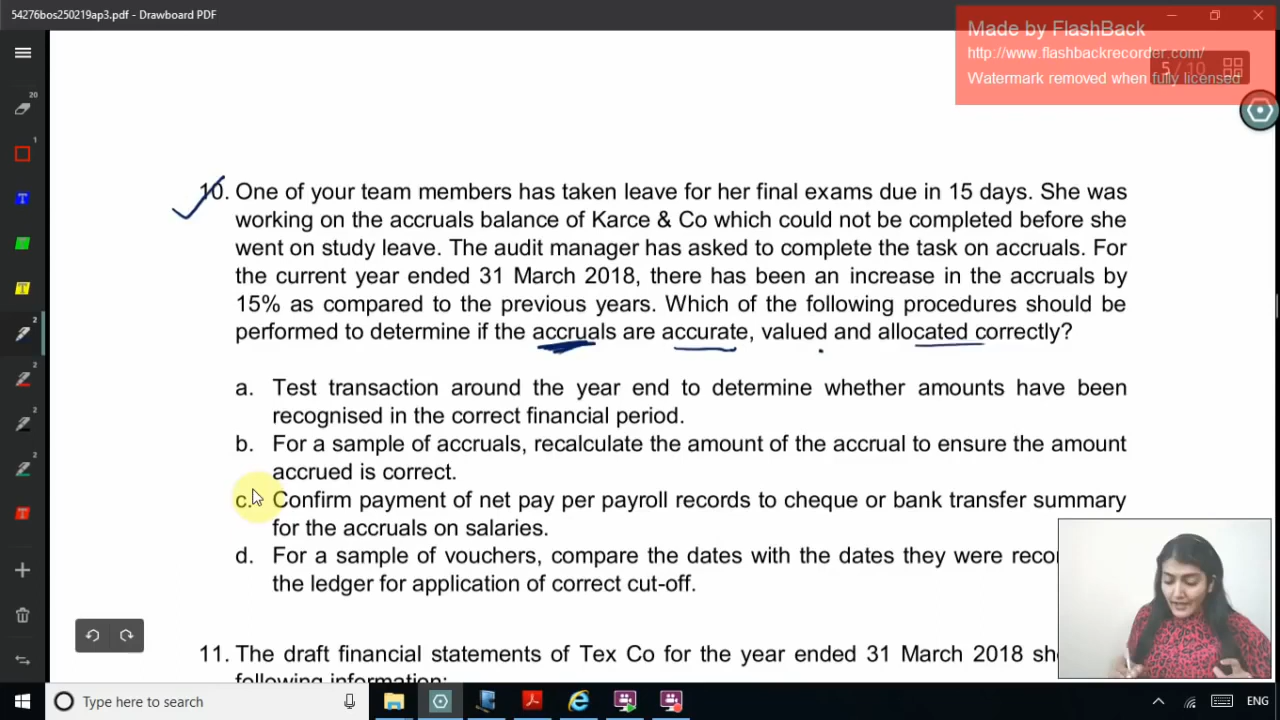 54276bos250219ap3.pdf - Drawboard PDF
Made by FlashBack
http://www.flashbackrecorder.com/
5 / 10
Watermark removed when fully licensed
20
1
2
2
2
2
10. One of your team members has taken leave for her final exams due in 15 days. She was
working on the accruals balance of Karce & Co which could not be completed before she
went on study leave. The audit manager has asked to complete the task on accruals. For
the current year ended 31 March 2018, there has been an increase in the accruals by
15% as compared to the previous years. Which of the following procedures should be
performed to determine if the accruals are accurate, valued and allocated correctly?
a. Test transaction around the year end to determine whether amounts have been
recognised in the correct financial period.
b. For a sample of accruals, recalculate the amount of the accrual to ensure the amount
accrued is correct.
c. Confirm payment of net pay per payroll records to cheque or bank transfer summary
for the accruals on salaries.
d. For a sample of vouchers, compare the dates with the dates they were
the ledger for application of correct cut-off.
11. The draft financial statements of Tex Co for the year ended 31 March 2018
following information:
Type here to search
ENG